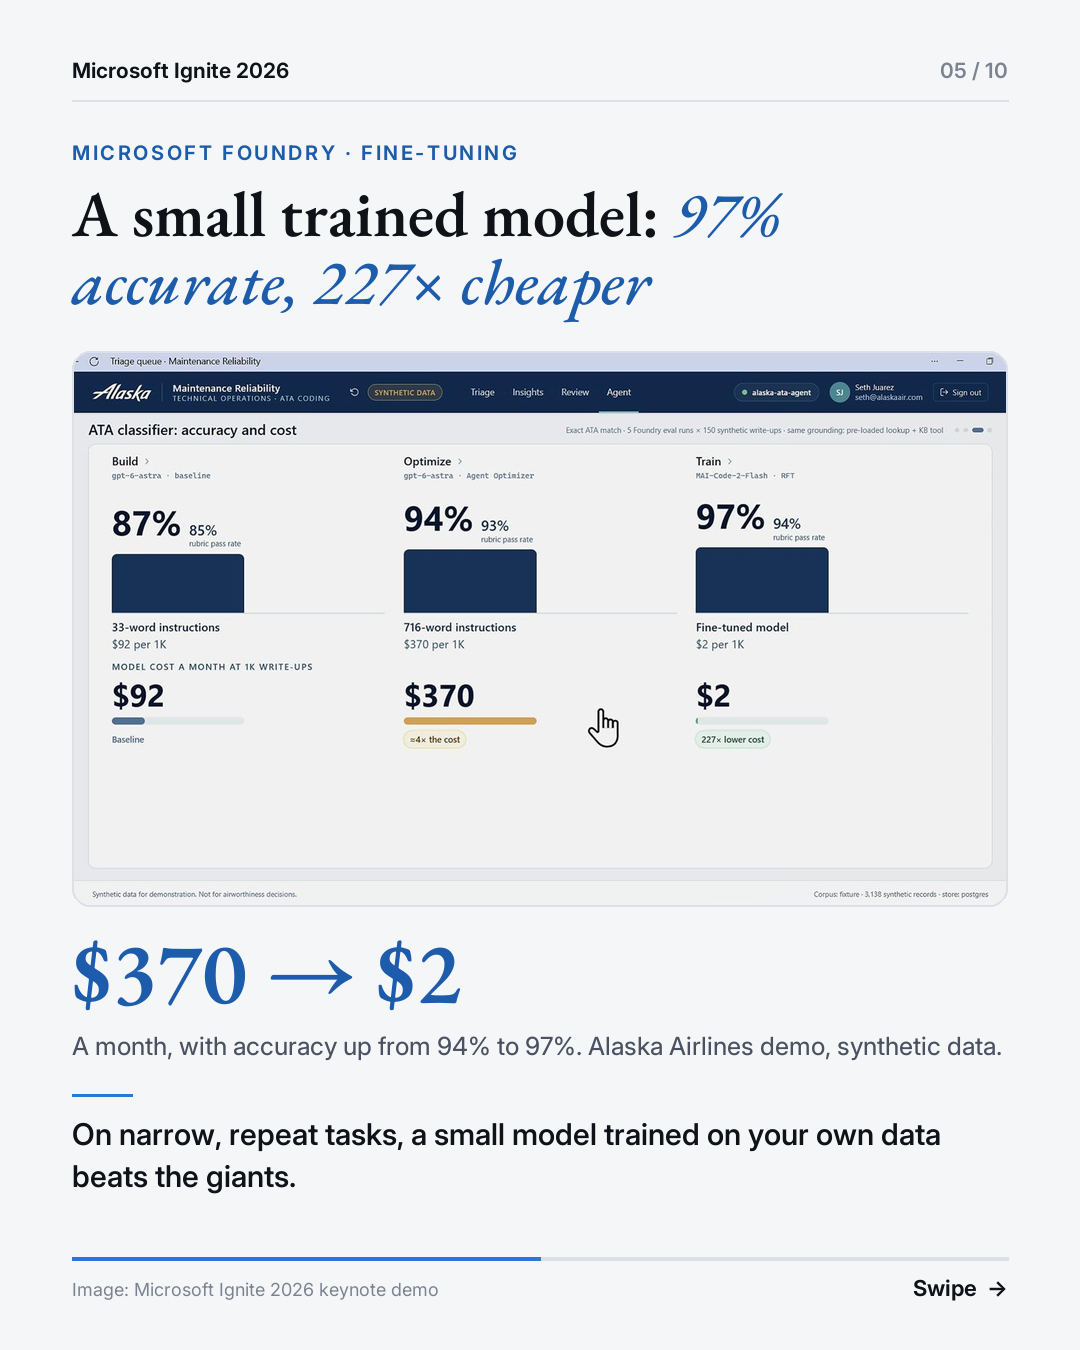 Microsoft Ignite 2026
05 / 10
MICROSOFT FOUNDRY · FINE-TUNING
A small trained model: 97%
accurate, 227× cheaper
Triage queue · Maintenance Reliability
Alaska
Maintenance Reliability
TECHNICAL OPERATIONS · ATA CODING
SYNTHETIC DATA
Triage
Insights
Review
Agent
alaska-ata-agent
SJ
Seth Juarez
seth@alaskaair.com
Sign out
ATA classifier: accuracy and cost
Exact ATA match · 5 Foundry eval runs × 150 synthetic write-ups · same grounding: pre-loaded lookup + KB tool
Build >
gpt-6-astra · baseline
87% 85%
rubric pass rate
33-word instructions
$92 per 1K
MODEL COST A MONTH AT 1K WRITE-UPS
$92
Baseline
Optimize >
gpt-6-astra · Agent Optimizer
94% 93%
rubric pass rate
716-word instructions
$370 per 1K
$370
≈4× the cost
Train >
MAI-Code-2-Flash · RFT
97% 94%
rubric pass rate
Fine-tuned model
$2 per 1K
$2
227× lower cost
Synthetic data for demonstration. Not for airworthiness decisions.
Corpus: fixture · 3,138 synthetic records · store: postgres
$370 → $2
A month, with accuracy up from 94% to 97%. Alaska Airlines demo, synthetic data.
On narrow, repeat tasks, a small model trained on your own data
beats the giants.
Image: Microsoft Ignite 2026 keynote demo
Swipe →